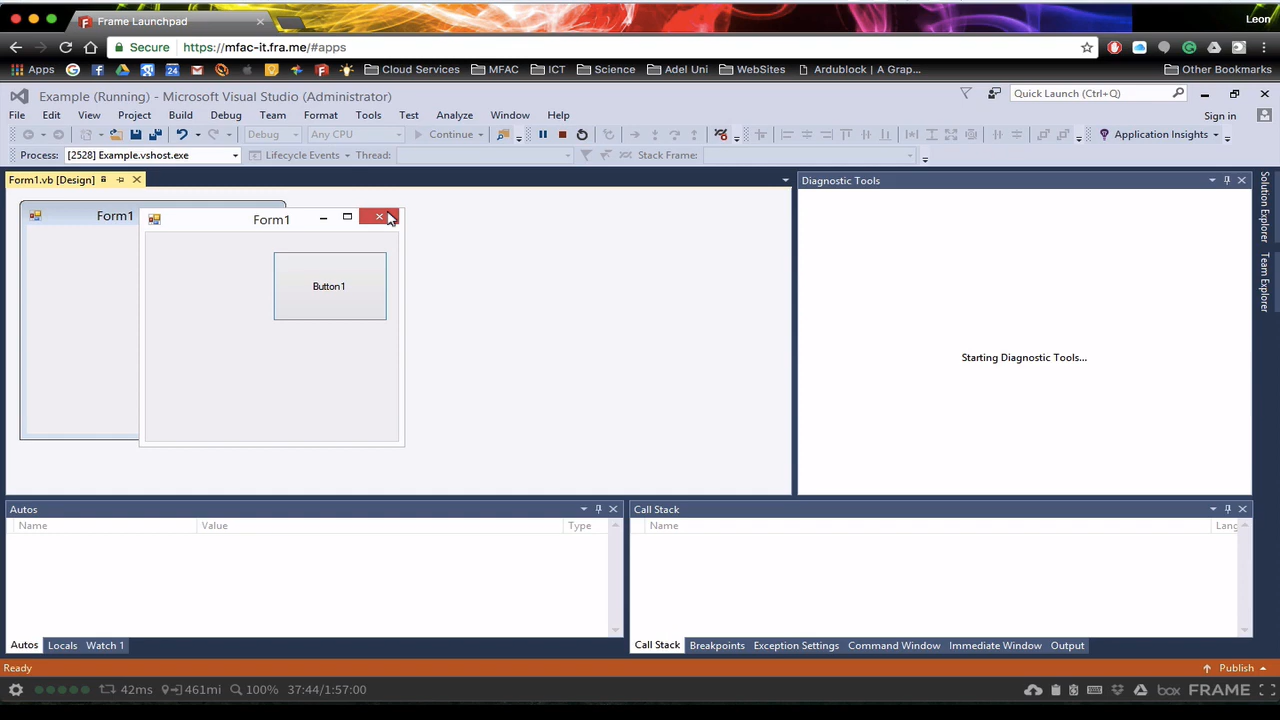 Frame Launchpad
Leon
Secure https://mfac-it.fra.me/#apps
Apps 24 Cloud Services MFAC ICT Science Adel Uni WebSites Ardublock | A Grap... Other Bookmarks
Example (Running) - Microsoft Visual Studio (Administrator) Quick Launch (Ctrl+Q)
File Edit View Project Build Debug Team Format Tools Test Analyze Window Help Sign in
Debug Any CPU Continue Application Insights
Process: [2528] Example.vshost.exe Lifecycle Events Thread: Stack Frame:
Form1.vb [Design] Diagnostic Tools
Form1
Form1
Button1
Starting Diagnostic Tools...
Autos
Name Value Type
Call Stack
Name Lang
Autos Locals Watch 1
Call Stack Breakpoints Exception Settings Command Window Immediate Window Output
Ready Publish
42ms 461mi 100% 37:44/1:57:00 box FRAME